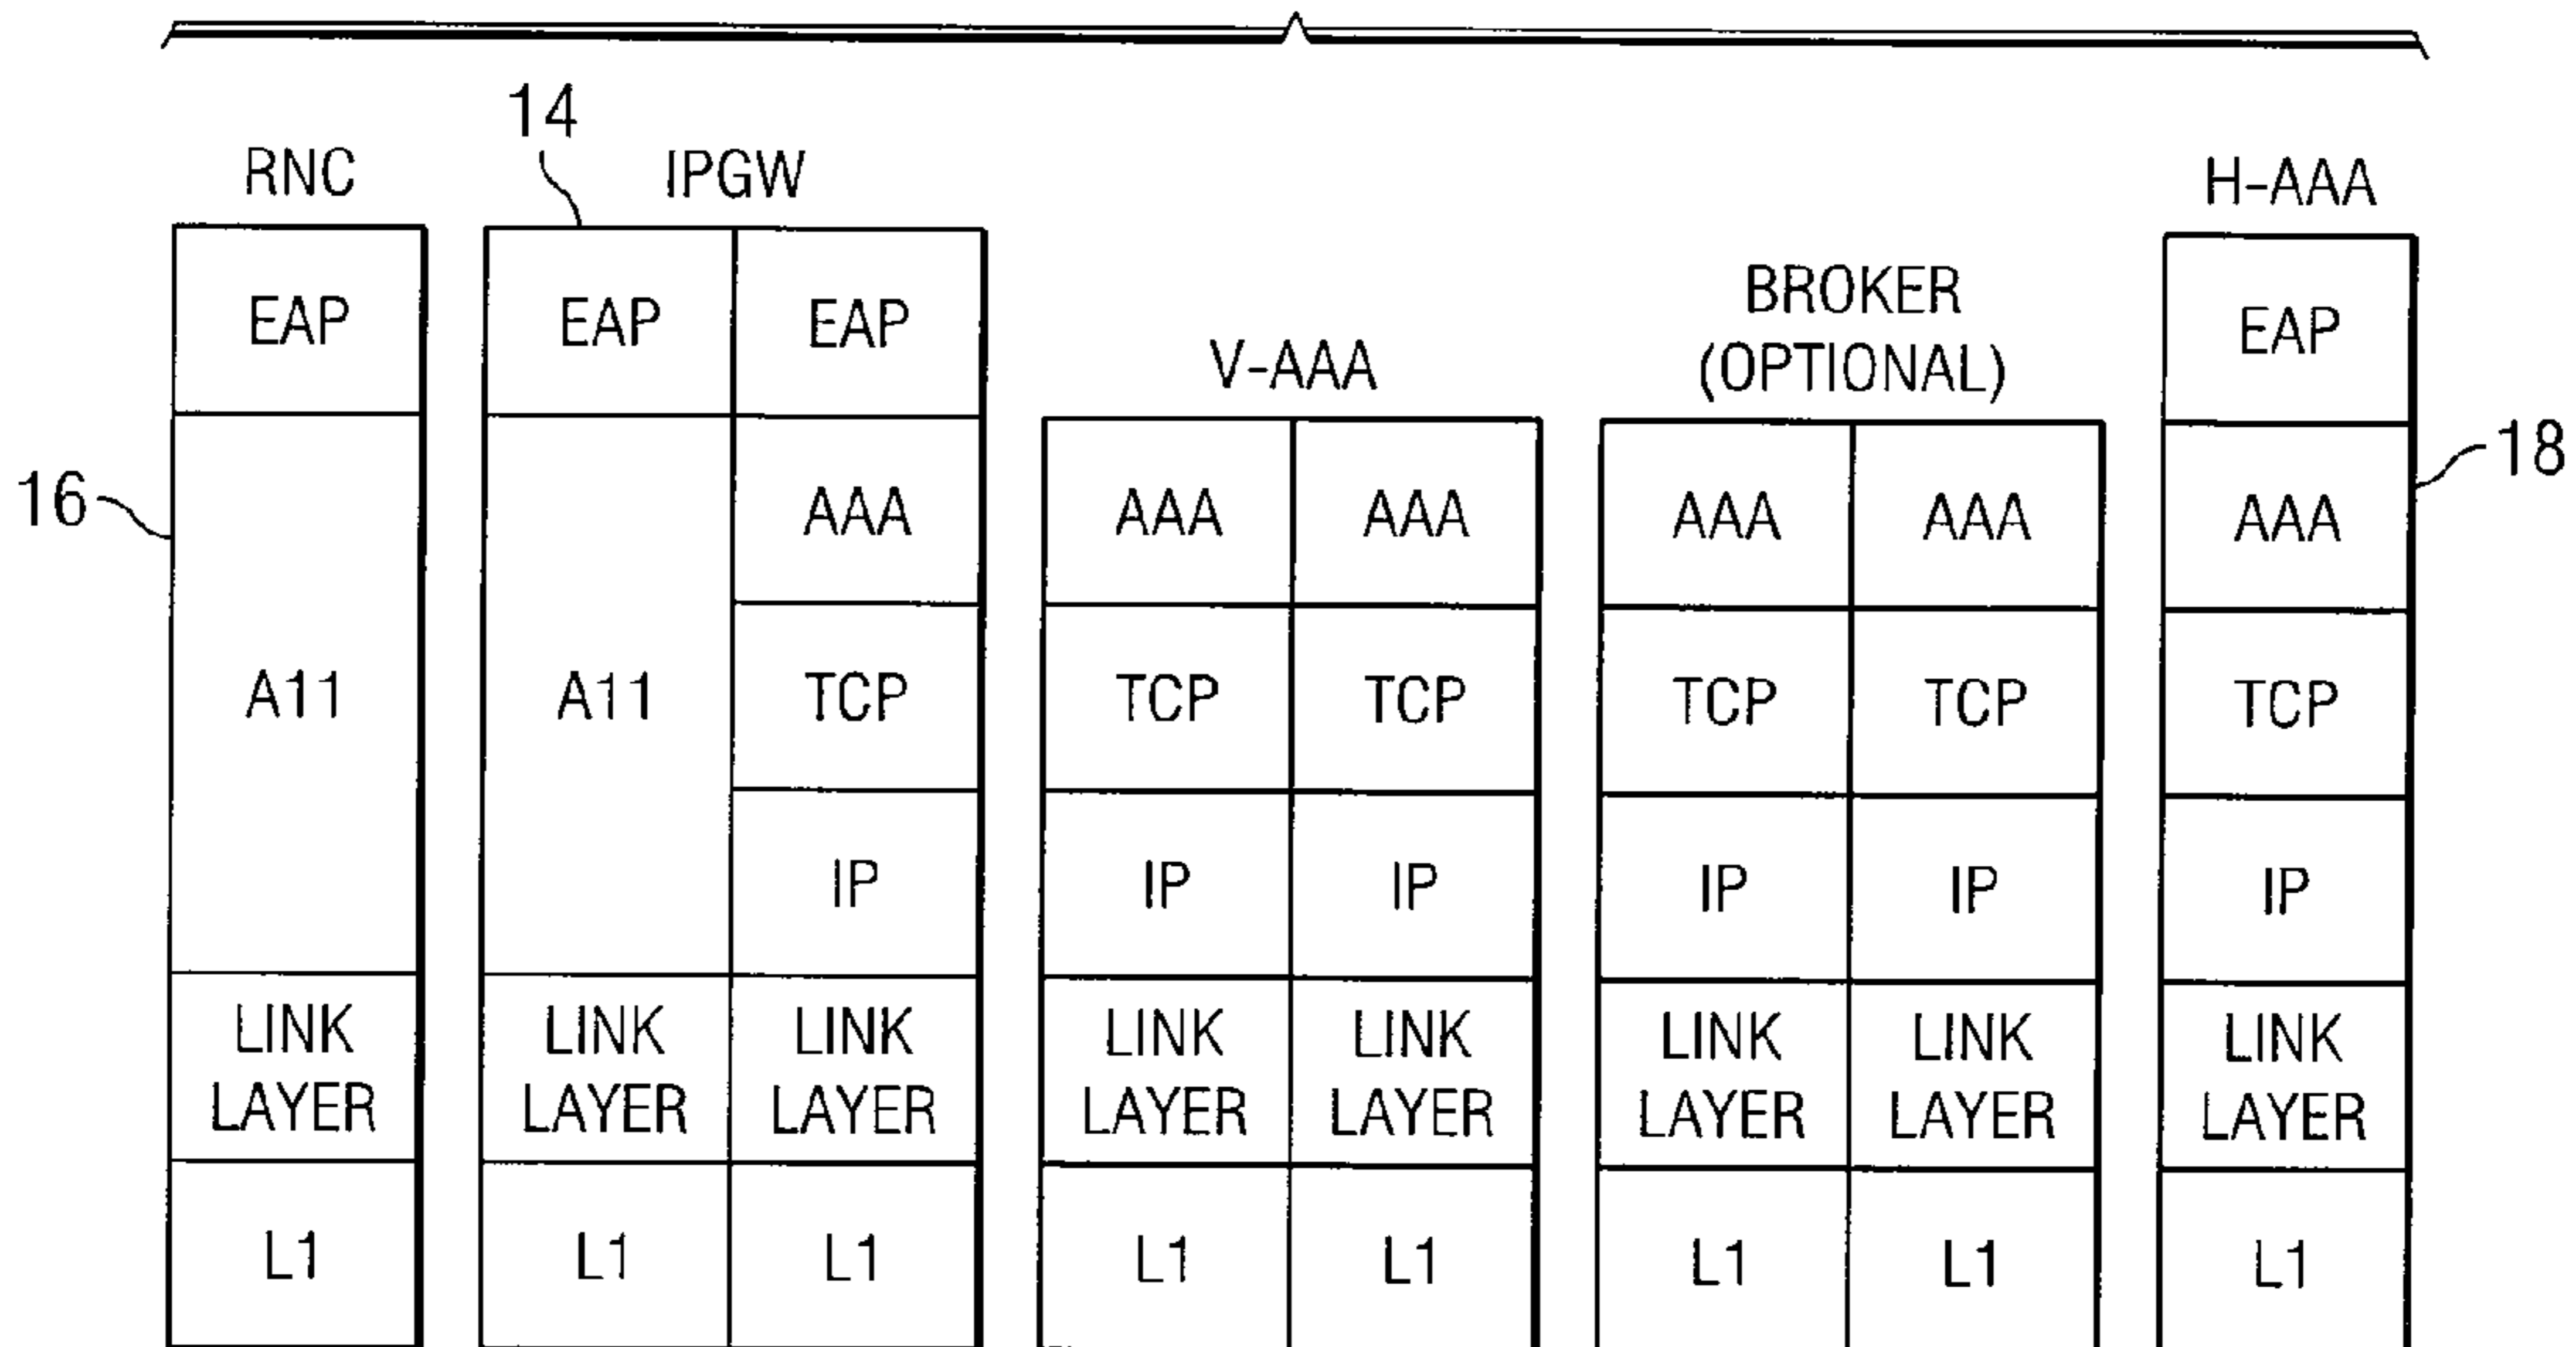 14
RNC
IPGW
H-AAA
BROKER
(OPTIONAL)
V-AAA
16
18
EAP
A11
LINK
LAYER
L1
EAP
A11
LINK
LAYER
L1
EAP
AAA
TCP
IP
LINK
LAYER
L1
AAA
TCP
IP
LINK
LAYER
L1
AAA
TCP
IP
LINK
LAYER
L1
AAA
TCP
IP
LINK
LAYER
L1
AAA
TCP
IP
LINK
LAYER
L1
EAP
AAA
TCP
IP
LINK
LAYER
L1